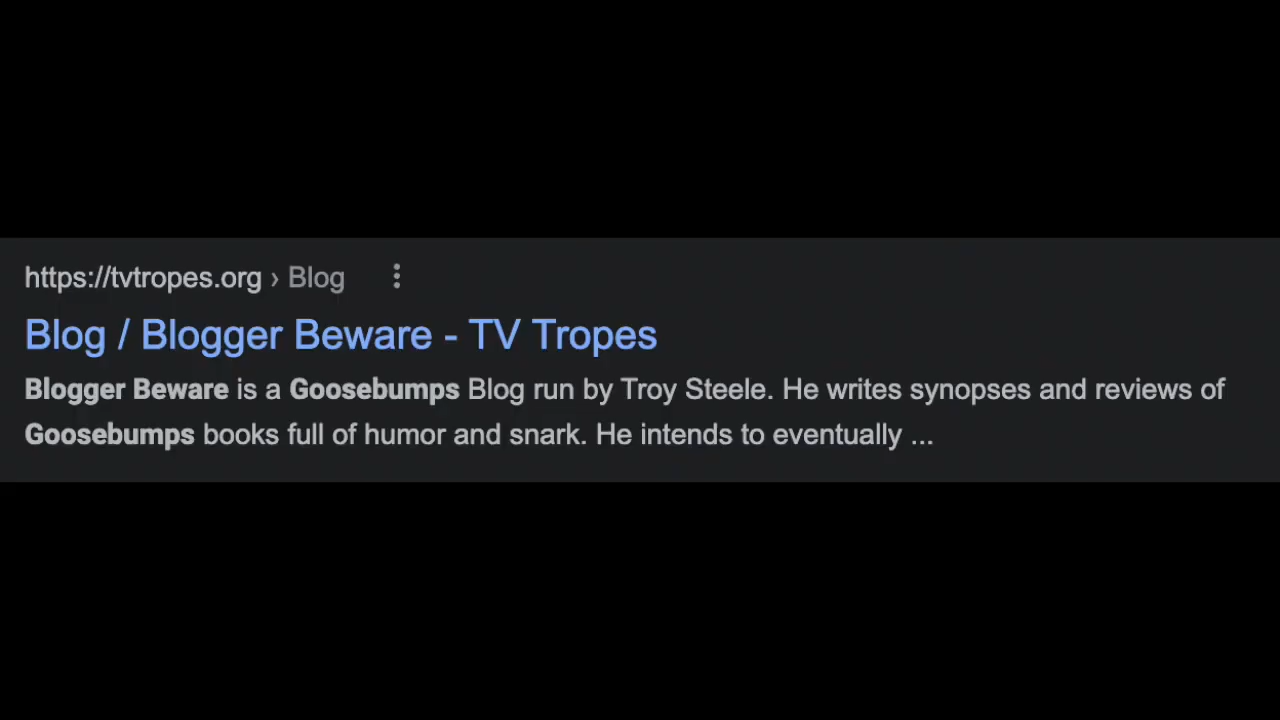 https://tvtropes.org › Blog
Blog / Blogger Beware - TV Tropes
Blogger Beware is a Goosebumps Blog run by Troy Steele. He writes synopses and reviews of
Goosebumps books full of humor and snark. He intends to eventually ...